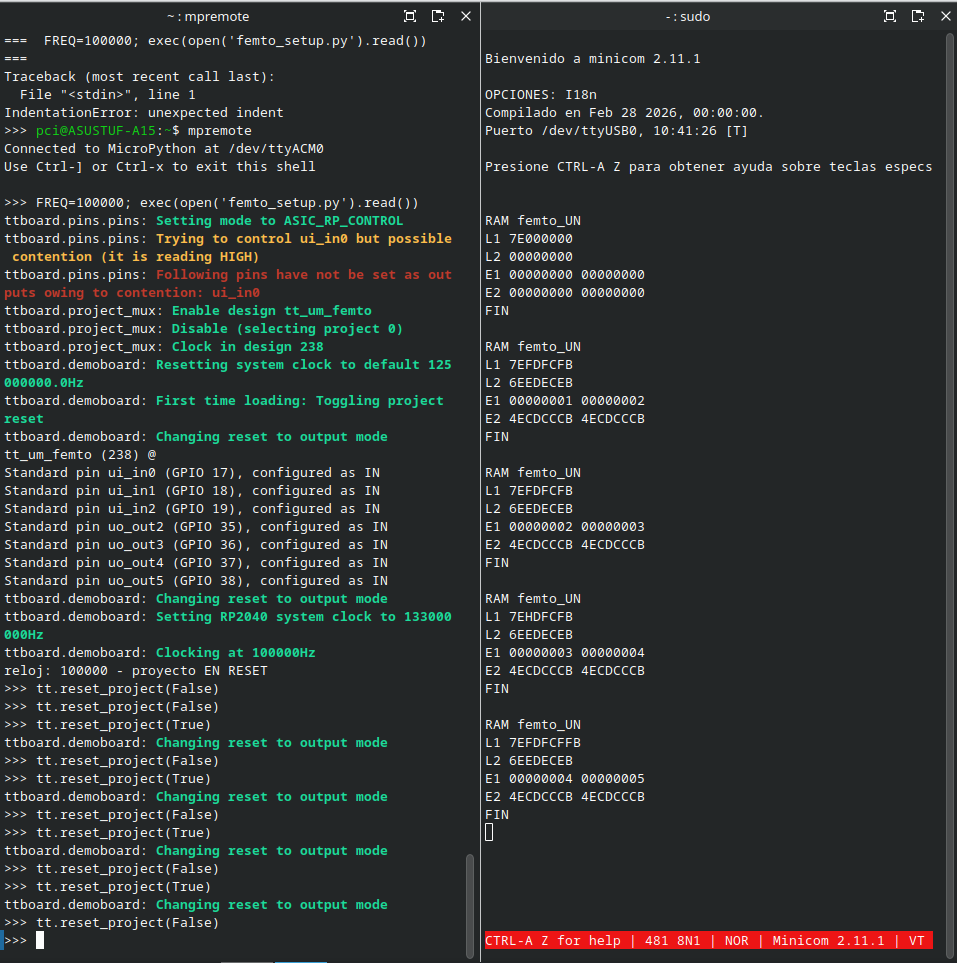 ~ : mpremote
===  FREQ=100000; exec(open('femto_setup.py').read())
===
Traceback (most recent call last):
  File "<stdin>", line 1
IndentationError: unexpected indent
>>> pci@ASUSTUF-A15:~$ mpremote
Connected to MicroPython at /dev/ttyACM0
Use Ctrl-] or Ctrl-x to exit this shell

>>> FREQ=100000; exec(open('femto_setup.py').read())
ttboard.pins.pins: Setting mode to ASIC_RP_CONTROL
ttboard.pins.pins: Trying to control ui_in0 but possible
 contention (it is reading HIGH)
ttboard.pins.pins: Following pins have not be set as out
puts owing to contention: ui_in0
ttboard.project_mux: Enable design tt_um_femto
ttboard.project_mux: Disable (selecting project 0)
ttboard.project_mux: Clock in design 238
ttboard.demoboard: Resetting system clock to default 125
000000.0Hz
ttboard.demoboard: First time loading: Toggling project
reset
ttboard.demoboard: Changing reset to output mode
tt_um_femto (238) @
Standard pin ui_in0 (GPIO 17), configured as IN
Standard pin ui_in1 (GPIO 18), configured as IN
Standard pin ui_in2 (GPIO 19), configured as IN
Standard pin uo_out2 (GPIO 35), configured as IN
Standard pin uo_out3 (GPIO 36), configured as IN
Standard pin uo_out4 (GPIO 37), configured as IN
Standard pin uo_out5 (GPIO 38), configured as IN
ttboard.demoboard: Changing reset to output mode
ttboard.demoboard: Setting RP2040 system clock to 133000
000Hz
ttboard.demoboard: Clocking at 100000Hz
reloj: 100000 - proyecto EN RESET
>>> tt.reset_project(False)
>>> tt.reset_project(False)
>>> tt.reset_project(True)
ttboard.demoboard: Changing reset to output mode
>>> tt.reset_project(False)
>>> tt.reset_project(True)
ttboard.demoboard: Changing reset to output mode
>>> tt.reset_project(False)
>>> tt.reset_project(True)
ttboard.demoboard: Changing reset to output mode
>>> tt.reset_project(False)
>>> tt.reset_project(True)
ttboard.demoboard: Changing reset to output mode
>>> tt.reset_project(False)
>>>
- : sudo
Bienvenido a minicom 2.11.1

OPCIONES: I18n
Compilado en Feb 28 2026, 00:00:00.
Puerto /dev/ttyUSB0, 10:41:26 [T]

Presione CTRL-A Z para obtener ayuda sobre teclas especs

RAM femto_UN
L1 7E000000
L2 00000000
E1 00000000 00000000
E2 00000000 00000000
FIN

RAM femto_UN
L1 7EFDFCFB
L2 6EEDECEB
E1 00000001 00000002
E2 4ECDCCCB 4ECDCCCB
FIN

RAM femto_UN
L1 7EFDFCFB
L2 6EEDECEB
E1 00000002 00000003
E2 4ECDCCCB 4ECDCCCB
FIN

RAM femto_UN
L1 7EHDFCFB
L2 6EEDECEB
E1 00000003 00000004
E2 4ECDCCCB 4ECDCCCB
FIN

RAM femto_UN
L1 7EFDFCFFB
L2 6EEDECEB
E1 00000004 00000005
E2 4ECDCCCB 4ECDCCCB
FIN

CTRL-A Z for help | 481 8N1 | NOR | Minicom 2.11.1 | VT